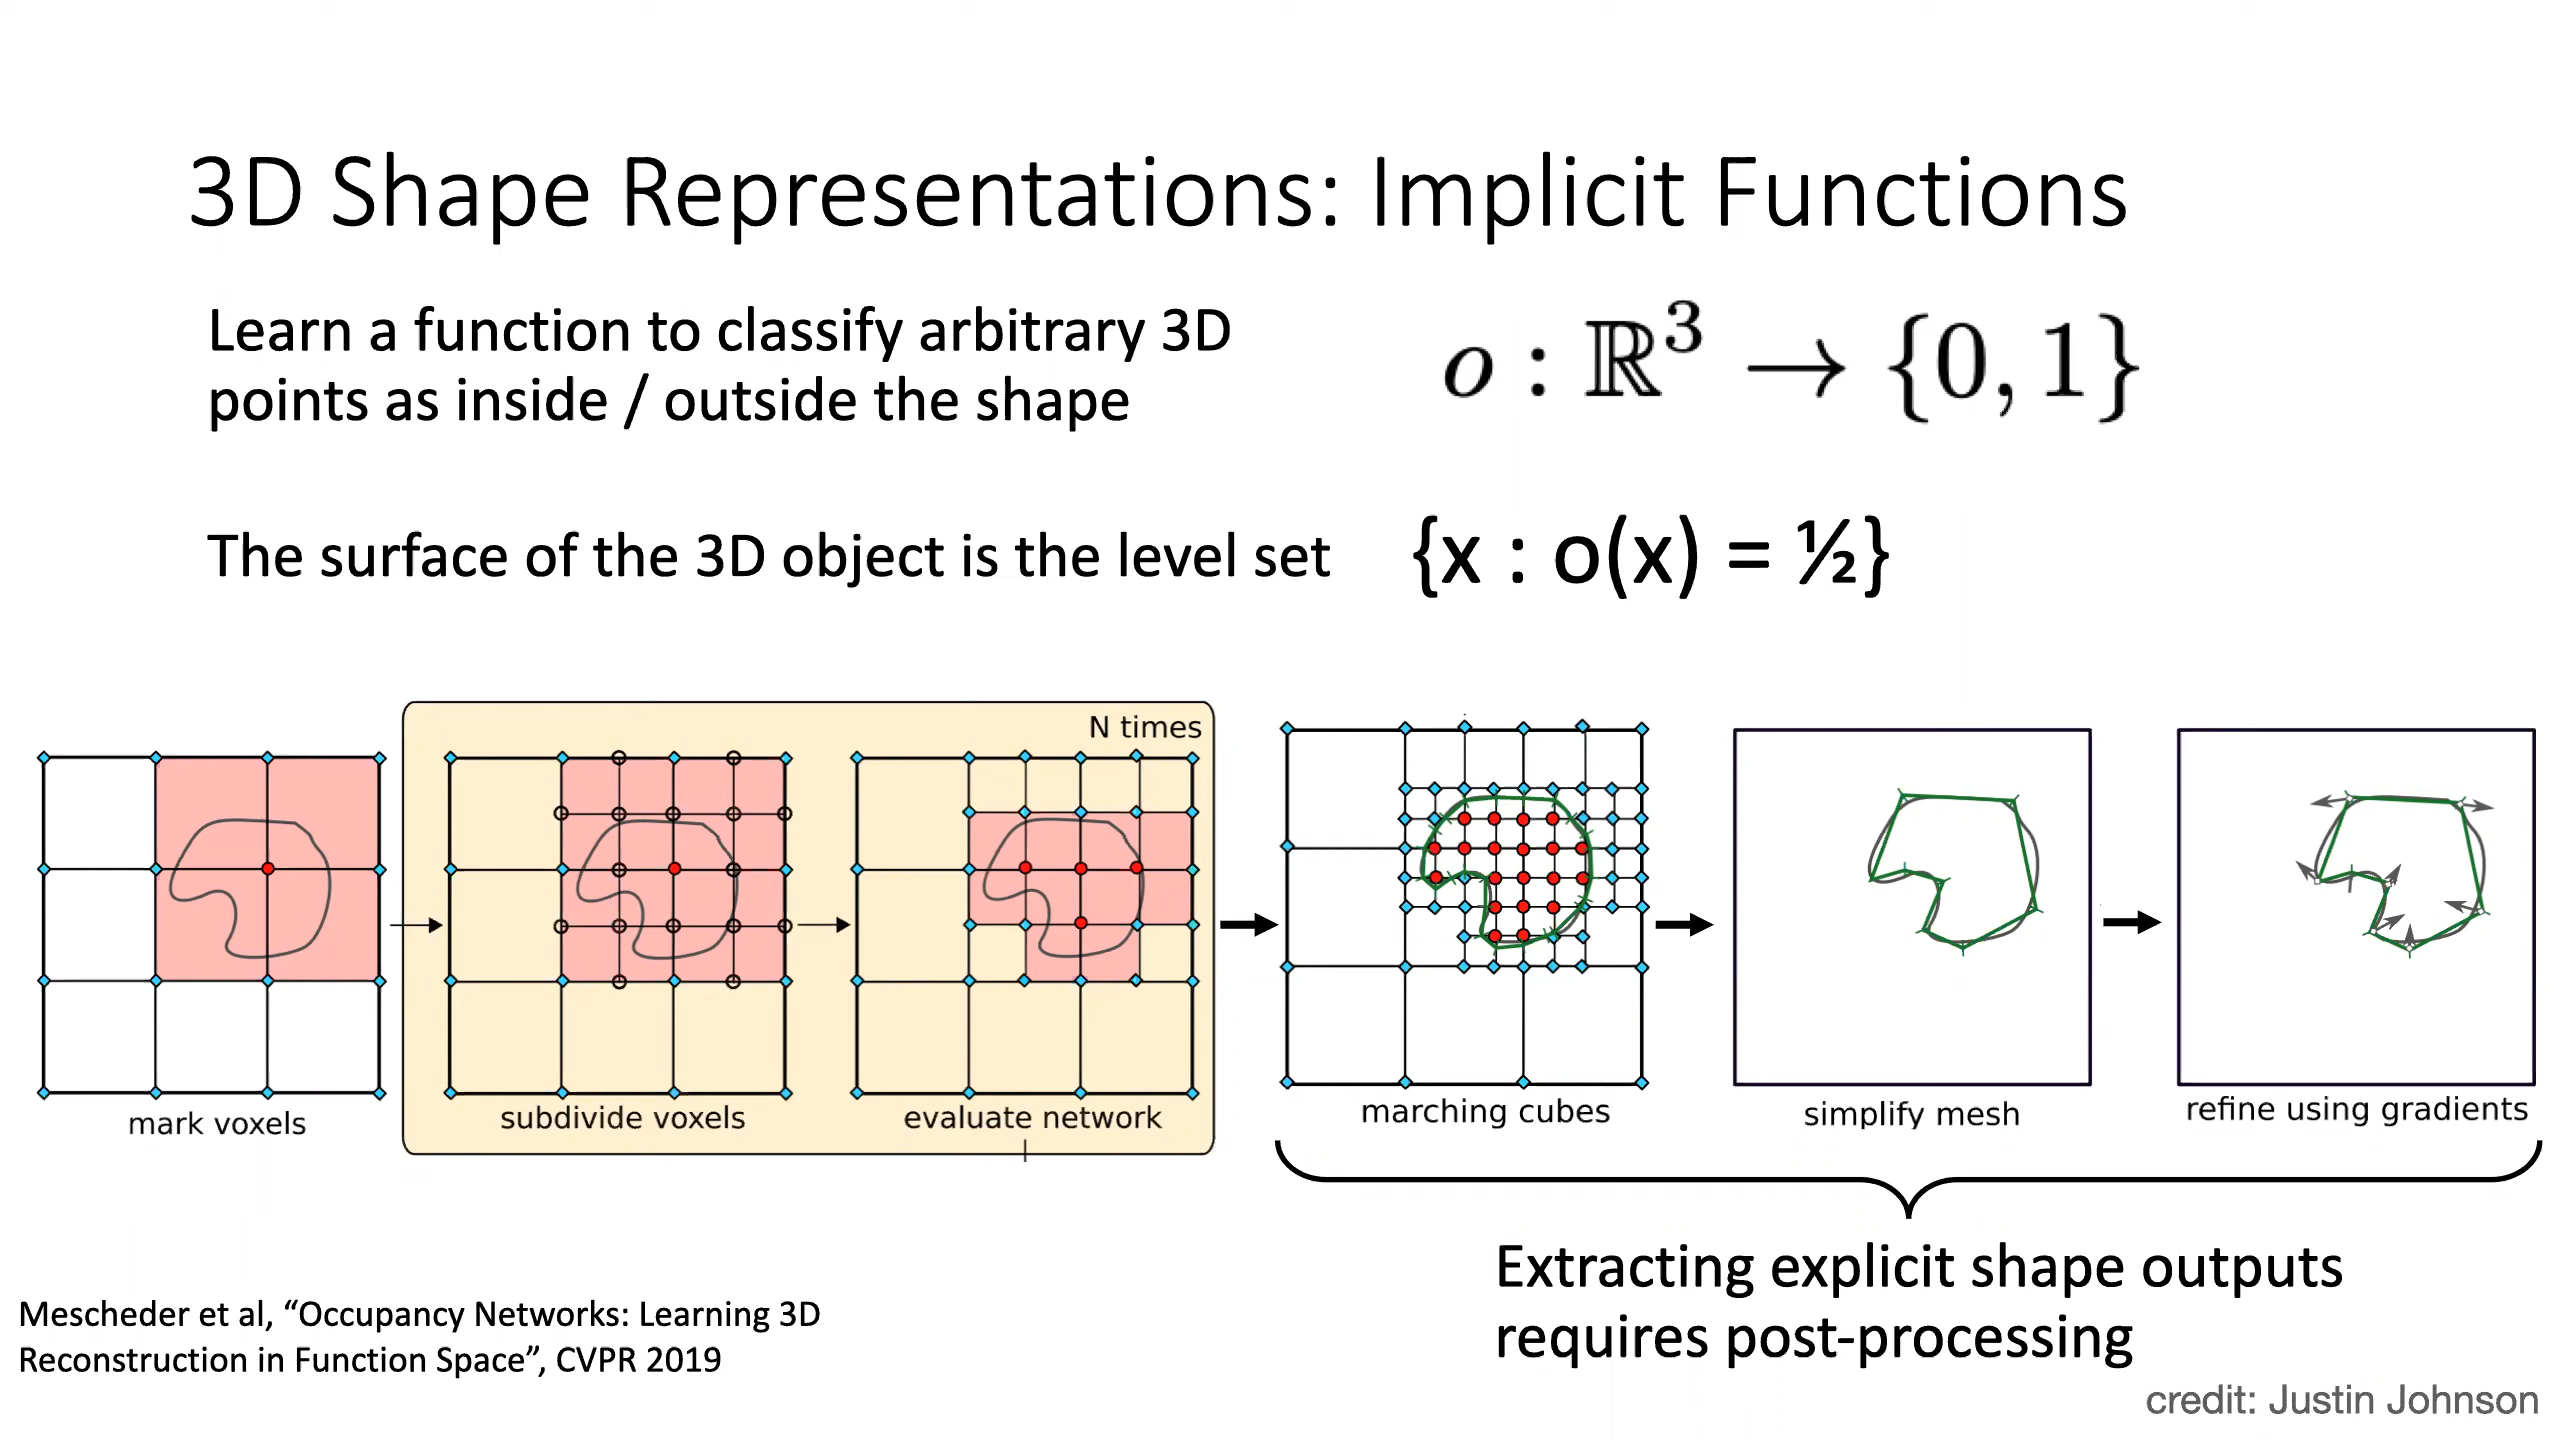 3D Shape Representations: Implicit Functions
Learn a function to classify arbitrary 3D
points as inside / outside the shape
o : ℝ³ → {0, 1}
The surface of the 3D object is the level set
{x : o(x) = ½}
N times
mark voxels
subdivide voxels
evaluate network
marching cubes
simplify mesh
refine using gradients
Extracting explicit shape outputs
requires post-processing
Mescheder et al, “Occupancy Networks: Learning 3D
Reconstruction in Function Space”, CVPR 2019
credit: Justin Johnson